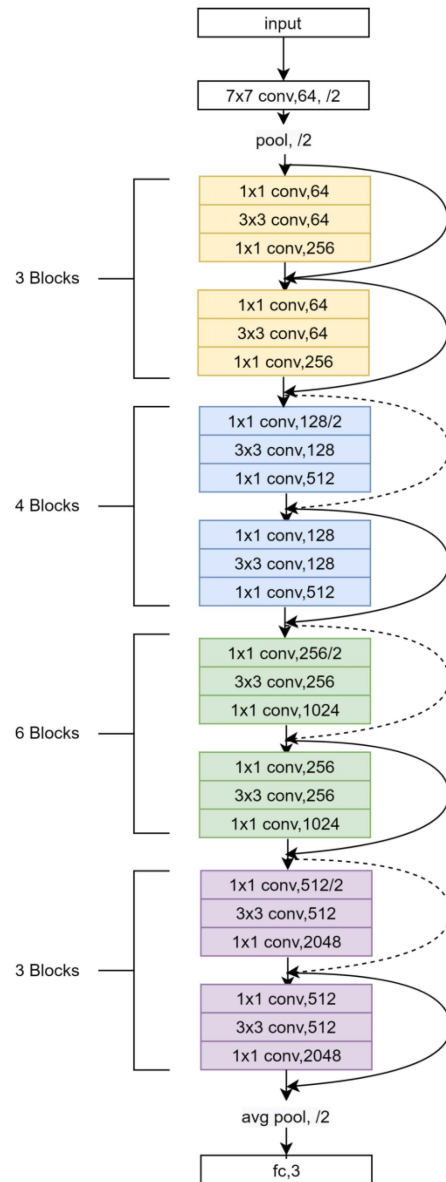 input
7x7 conv,64, /2
pool, /2
3 Blocks
1x1 conv,64
3x3 conv,64
1x1 conv,256
1x1 conv,64
3x3 conv,64
1x1 conv,256
4 Blocks
1x1 conv,128/2
3x3 conv,128
1x1 conv,512
1x1 conv,128
3x3 conv,128
1x1 conv,512
6 Blocks
1x1 conv,256/2
3x3 conv,256
1x1 conv,1024
1x1 conv,256
3x3 conv,256
1x1 conv,1024
3 Blocks
1x1 conv,512/2
3x3 conv,512
1x1 conv,2048
1x1 conv,512
3x3 conv,512
1x1 conv,2048
avg pool, /2
fc,3